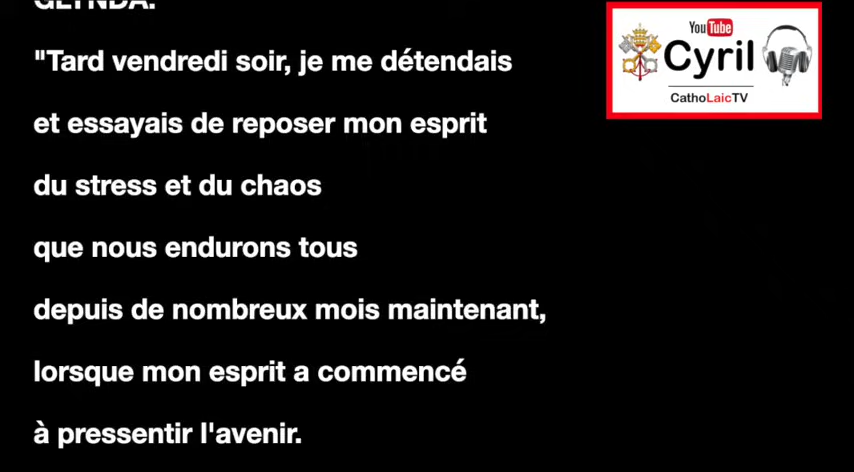 GLYNDA:
"Tard vendredi soir, je me détendais
et essayais de reposer mon esprit
du stress et du chaos
que nous endurons tous
depuis de nombreux mois maintenant,
lorsque mon esprit a commencé
à pressentir l'avenir.
YouTube
Cyril
CathoLaicTV